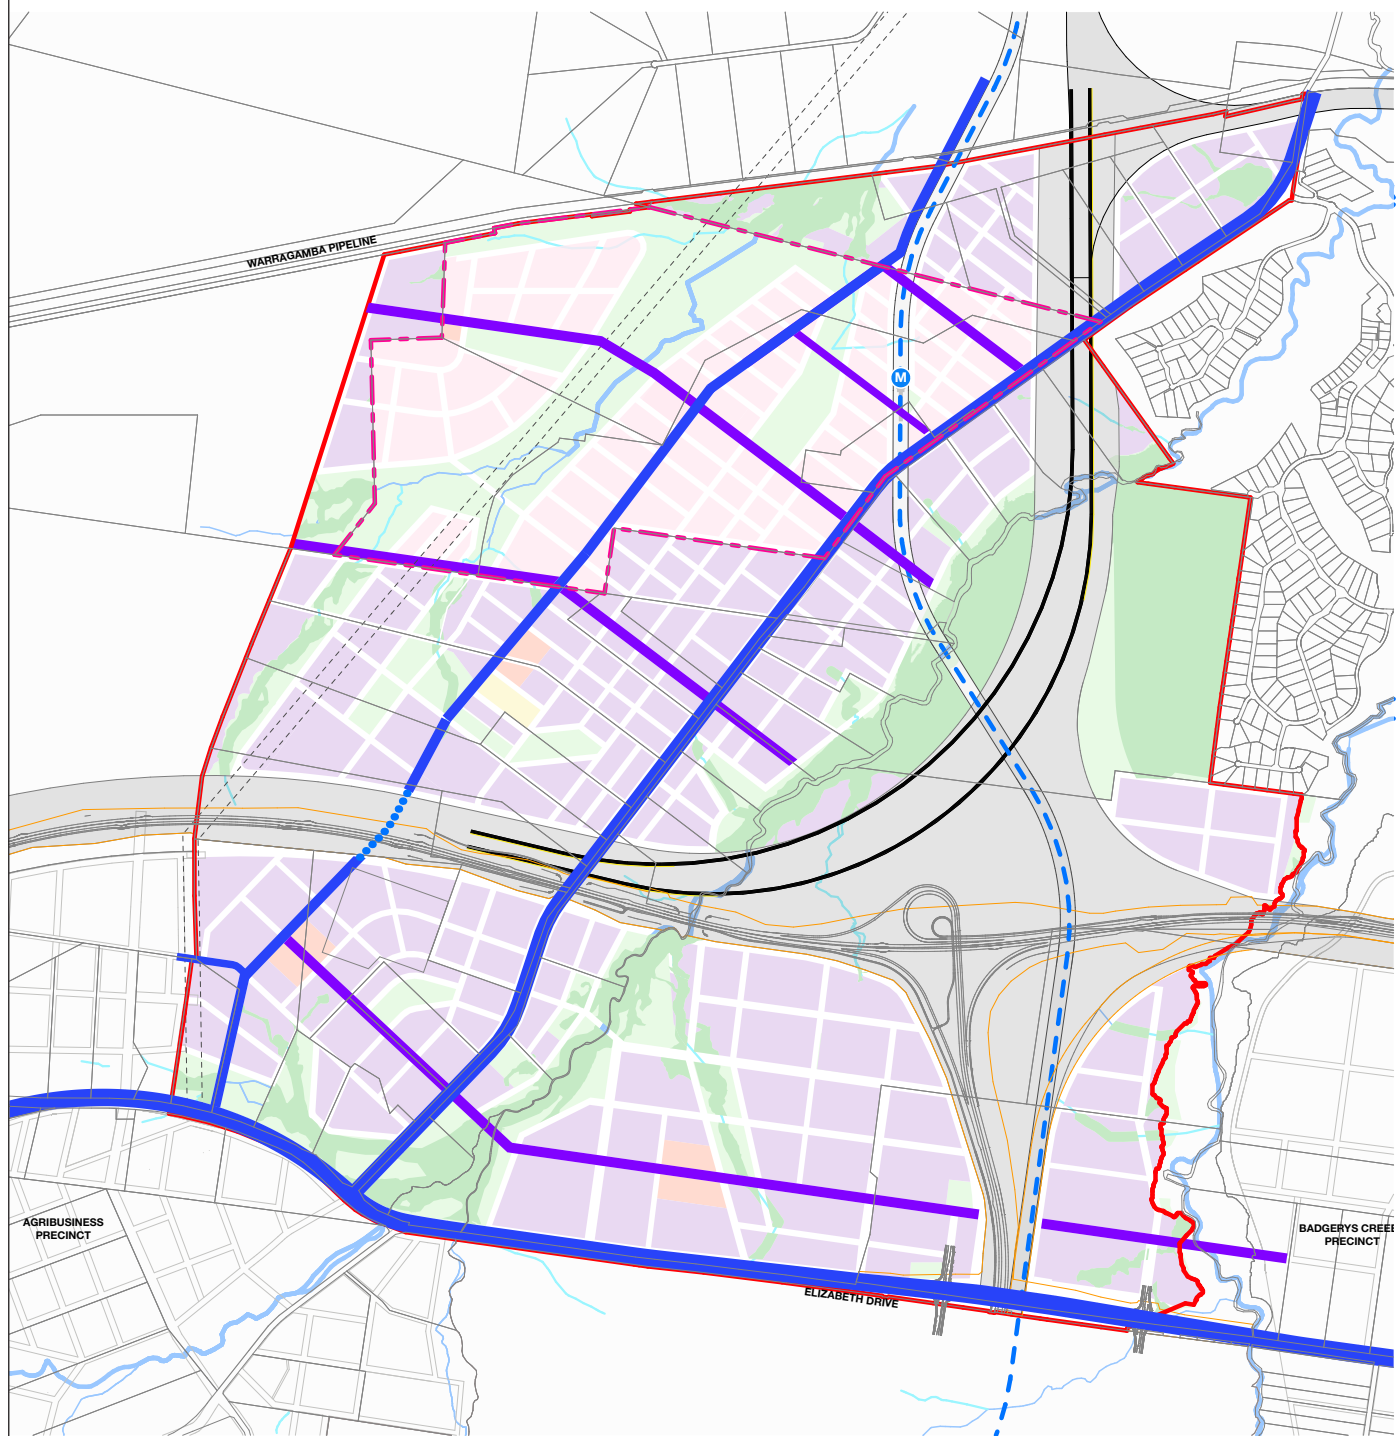 WARRAGAMBA PIPELINE
M
AGRIBUSINESS
PRECINCT
BADGERYS CREE
PRECINCT
ELIZABETH DRIVE